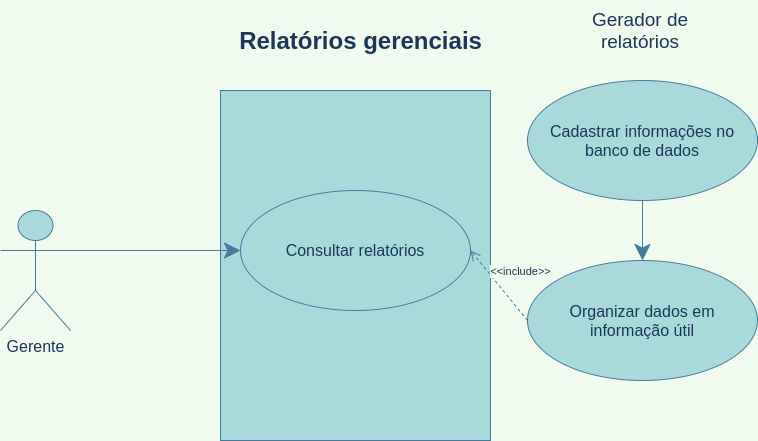 Relatórios gerenciais
Gerador de
relatórios
Cadastrar informações no
banco de dados
Consultar relatórios
<<include>>
Organizar dados em
informação útil
Gerente